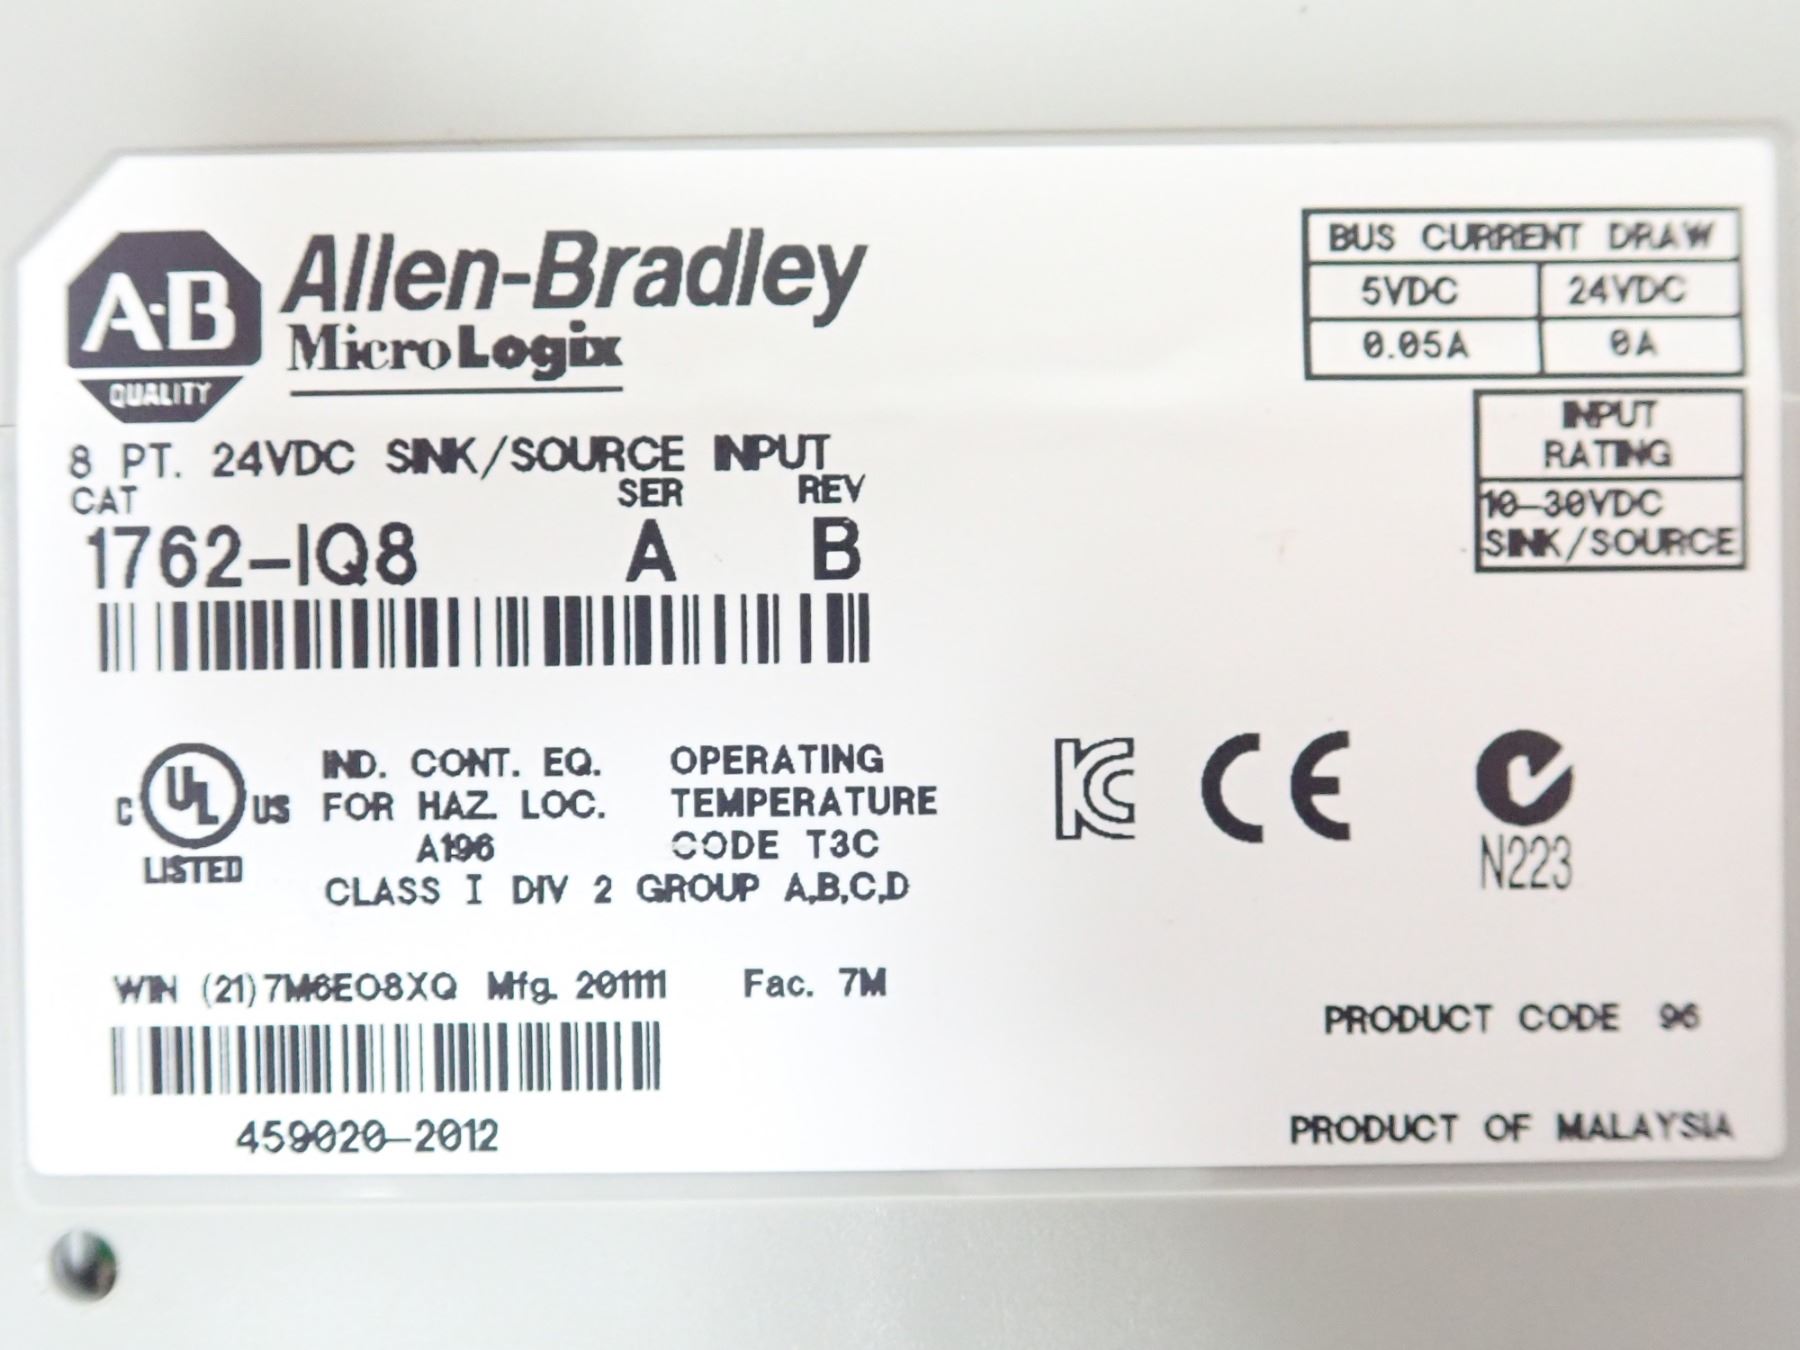 A-B
QUALITY
Allen-Bradley
MicroLogix
8 PT. 24VDC SINK/SOURCE INPUT
CAT SER REV
1762-IQ8 A B
BUS CURRENT DRAW
5VDC 24VDC
0.05A 0A
INPUT
RATING
10-30VDC
SINK/SOURCE
C UL US
LISTED
IND. CONT. EQ.
FOR HAZ. LOC.
A196
OPERATING
TEMPERATURE
CODE T3C
CLASS I DIV 2 GROUP A,B,C,D
KC CE
N223
WIN (21)7M6EO8XQ Mfg. 201111 Fac. 7M
459020-2012
PRODUCT CODE 96
PRODUCT OF MALAYSIA